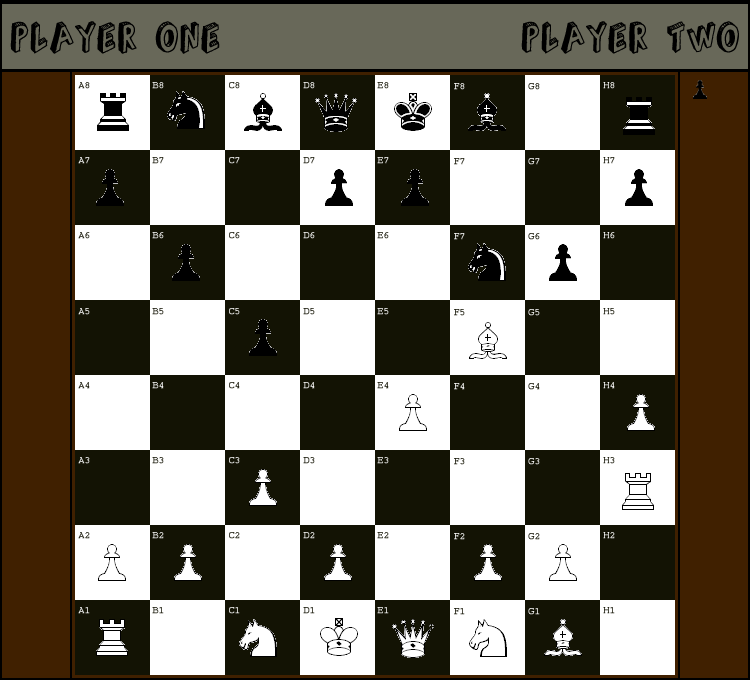 PLAYER ONE PLAYER TWO
A8 B8 C8 D8 E8 F8 G8 H8
A7 B7 C7 D7 E7 F7 G7 H7
A6 B6 C6 D6 E6 F7 G6 H6
A5 B5 C5 D5 E5 F5 G5 H5
A4 B4 C4 D4 E4 F4 G4 H4
A3 B3 C3 D3 E3 F3 G3 H3
A2 B2 C2 D2 E2 F2 G2 H2
A1 B1 C1 D1 E1 F1 G1 H1